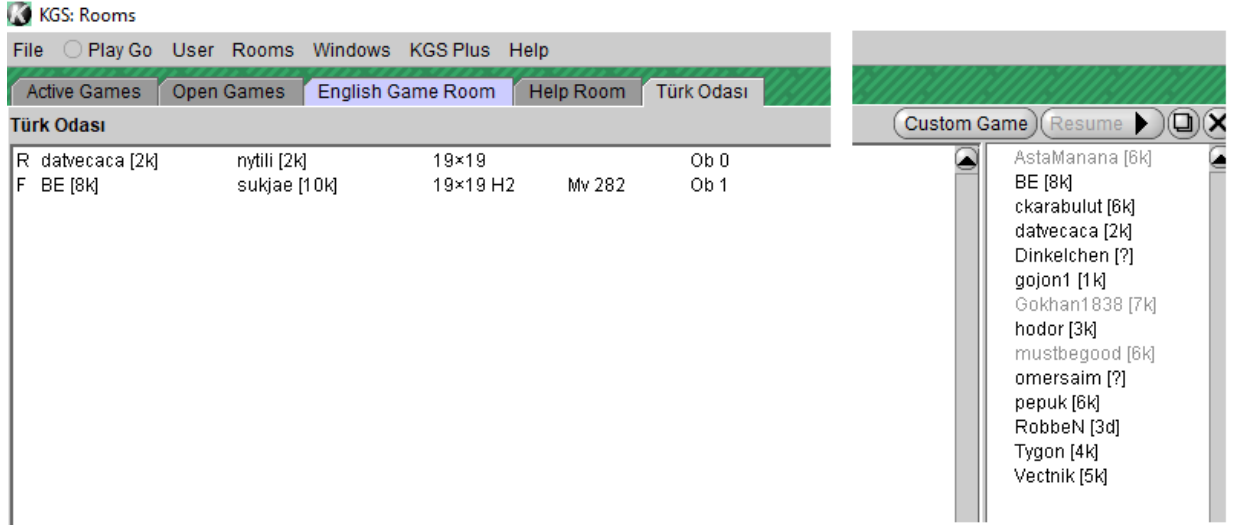 KGS: Rooms
File Play Go User Rooms Windows KGS Plus Help
Active Games Open Games English Game Room Help Room Türk Odası
Türk Odası Custom Game Resume
R datvecaca [2k] nytili [2k] 19×19 Ob 0
F BE [8k] sukjae [10k] 19×19 H2 Mv 282 Ob 1
AstaManana [6k]
BE [8k]
ckarabulut [6k]
datvecaca [2k]
Dinkelchen [?]
gojon1 [1k]
Gokhan1838 [7k]
hodor [3k]
mustbegood [6k]
omersaim [?]
pepuk [6k]
RobbeN [3d]
Tygon [4k]
Vectnik [5k]